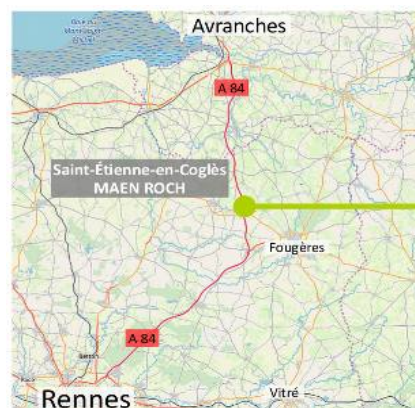 Avranches
A 84
Saint-Étienne-en-Coglès
MAEN ROCH
Fougères
A 84
Rennes
Vitré